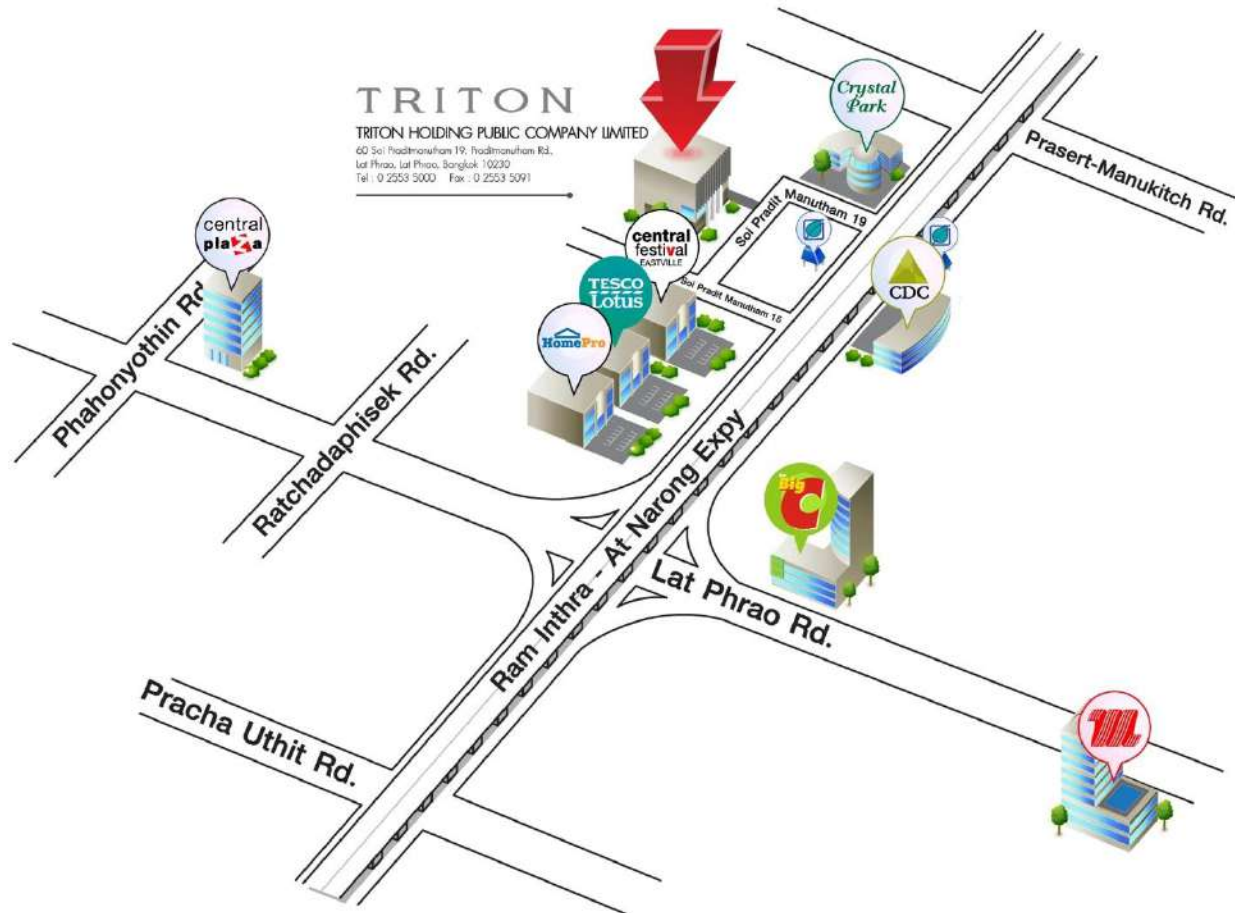 TRITON
TRITON HOLDING PUBLIC COMPANY LIMITED
60 Soi Praditmanutham 19, Praditmanutham Rd.,
Lat Phrao, Lat Phrao, Bangkok 10230
Tel : 0 2553 5000 Fax : 0 2553 5091
Crystal
Park
Prasert-Manukitch Rd.
Soi Pradit Manutham 19
central
plaza
central
festival
EASTVILLE
TESCO
Lotus
Soi Pradit Manutham 15
CDC
HomePro
Phahonyothin Rd.
Ratchadaphisek Rd.
Ram Inthra - At Narong Expy
Big
C
Lat Phrao Rd.
Pracha Uthit Rd.